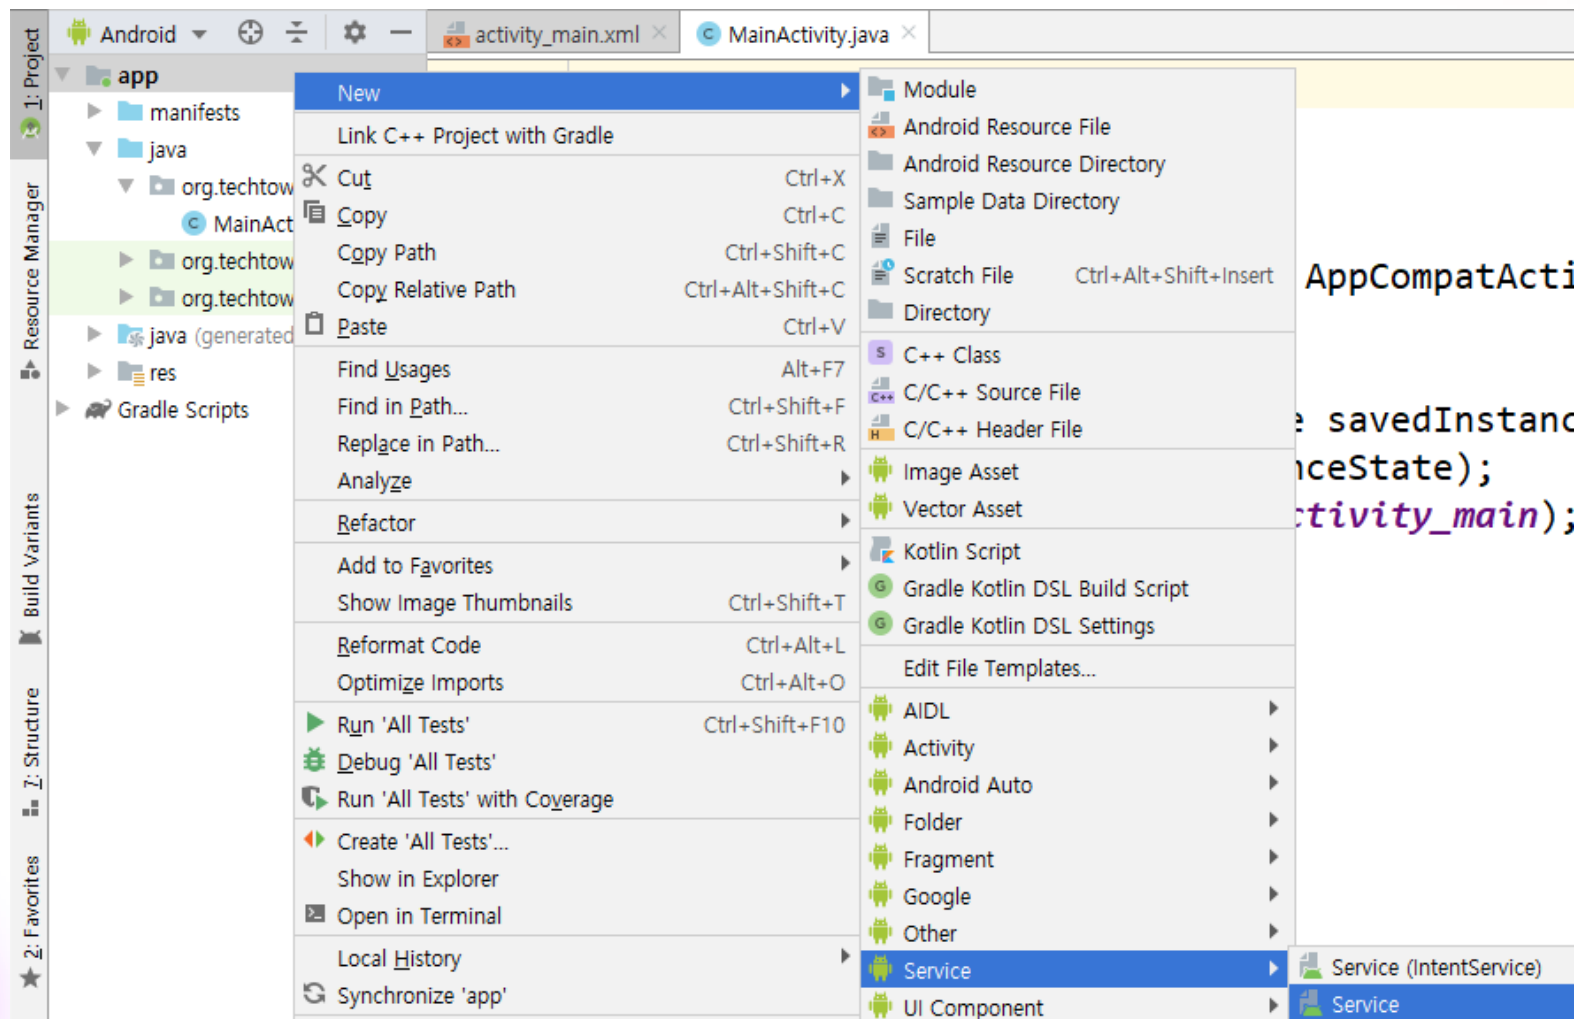 1: Project
Resource Manager
Build Variants
7: Structure
2: Favorites
Android
activity_main.xml
MainActivity.java
app
manifests
java
org.techtow
MainAct
org.techtow
org.techtow
java (generated
res
Gradle Scripts
New
Link C++ Project with Gradle
Cut Ctrl+X
Copy Ctrl+C
Copy Path Ctrl+Shift+C
Copy Relative Path Ctrl+Alt+Shift+C
Paste Ctrl+V
Find Usages Alt+F7
Find in Path... Ctrl+Shift+F
Replace in Path... Ctrl+Shift+R
Analyze
Refactor
Add to Favorites
Show Image Thumbnails Ctrl+Shift+T
Reformat Code Ctrl+Alt+L
Optimize Imports Ctrl+Alt+O
Run 'All Tests' Ctrl+Shift+F10
Debug 'All Tests'
Run 'All Tests' with Coverage
Create 'All Tests'...
Show in Explorer
Open in Terminal
Local History
Synchronize 'app'
Module
Android Resource File
Android Resource Directory
Sample Data Directory
File
Scratch File Ctrl+Alt+Shift+Insert
Directory
C++ Class
C/C++ Source File
C/C++ Header File
Image Asset
Vector Asset
Kotlin Script
Gradle Kotlin DSL Build Script
Gradle Kotlin DSL Settings
Edit File Templates...
AIDL
Activity
Android Auto
Folder
Fragment
Google
Other
Service
UI Component
Service (IntentService)
Service
AppCompatActi
savedInstanc
nceState);
ctivity_main);